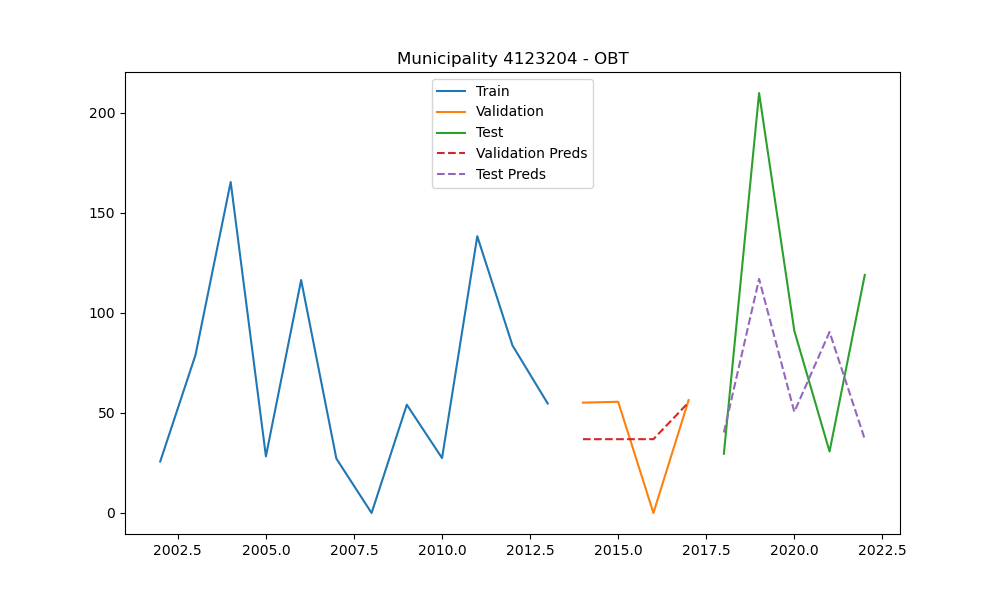 Municipality 4123204 - OBT
Train
Validation
Test
Validation Preds
Test Preds
200
150
100
50
0
2002.5 2005.0 2007.5 2010.0 2012.5 2015.0 2017.5 2020.0 2022.5